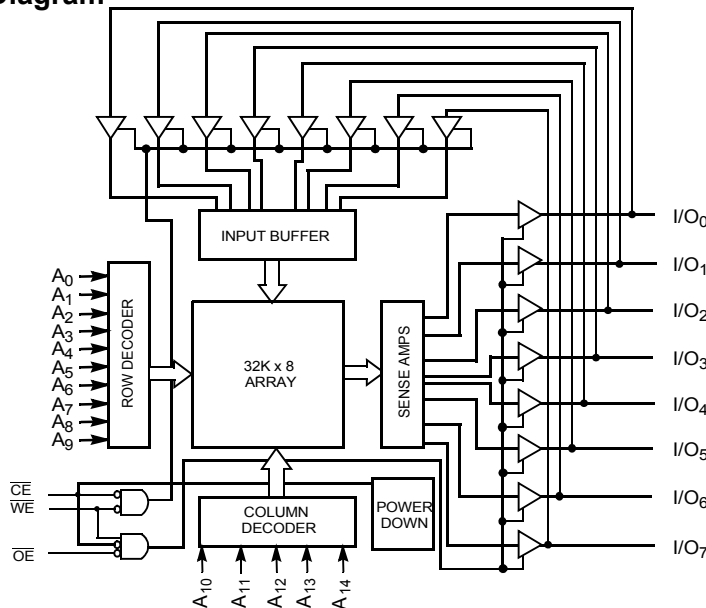 Diagram
INPUT BUFFER
I/O0
I/O1
I/O2
I/O3
I/O4
I/O5
I/O6
I/O7
A0
A1
A2
A3
A4
A5
A6
A7
A8
A9
ROW DECODER
32K x 8
ARRAY
SENSE AMPS
CE
WE
OE
COLUMN
DECODER
POWER
DOWN
A10
A11
A12
A13
A14